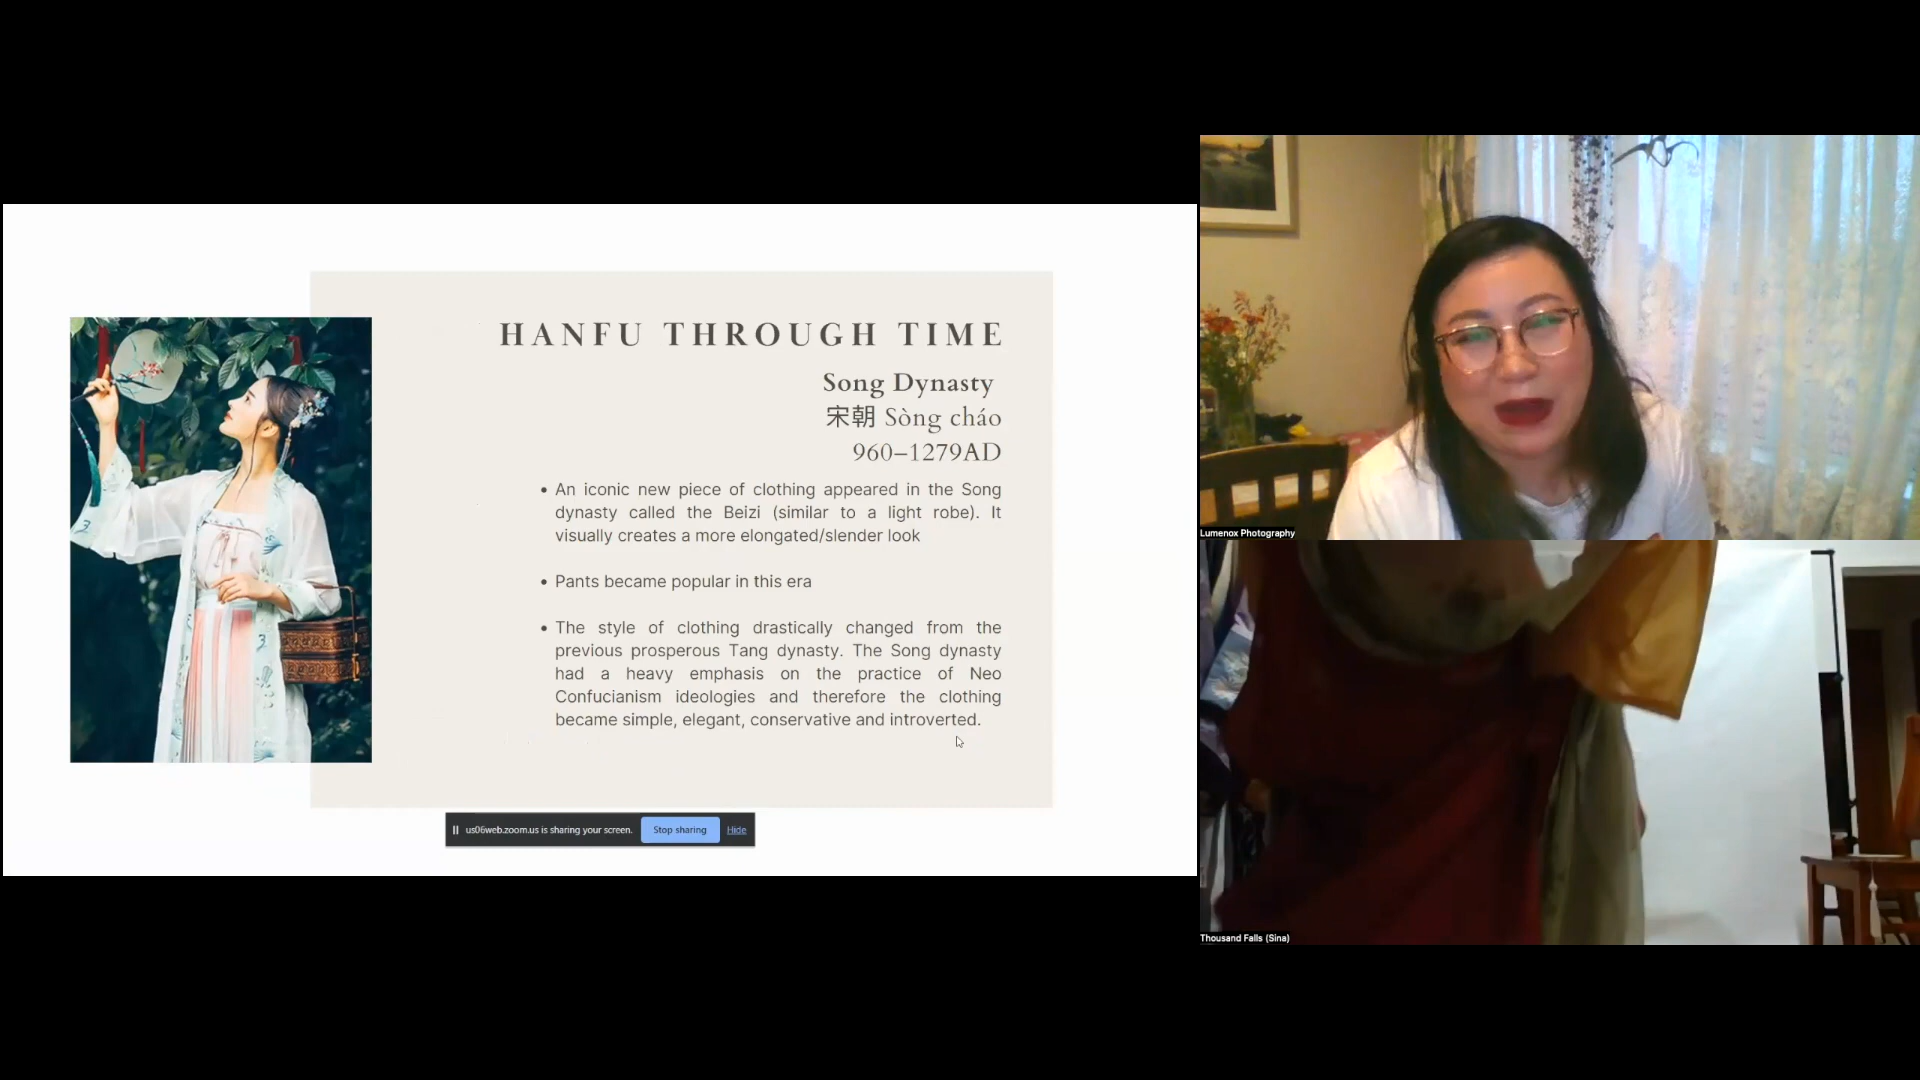 HANFU THROUGH TIME
Song Dynasty
宋朝 Sòng cháo
960–1279AD
• An iconic new piece of clothing appeared in the Song
dynasty called the Beizi (similar to a light robe). It
visually creates a more elongated/slender look
• Pants became popular in this era
• The style of clothing drastically changed from the
previous prosperous Tang dynasty. The Song dynasty
had a heavy emphasis on the practice of Neo
Confucianism ideologies and therefore the clothing
became simple, elegant, conservative and introverted.
us06web.zoom.us is sharing your screen.
Stop sharing
Hide
Lumenox Photography
Thousand Falls (Sina)